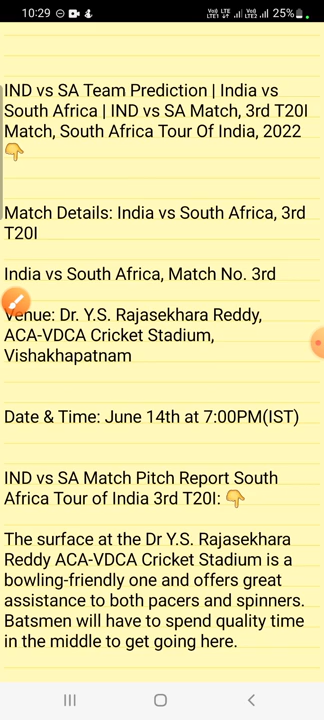 10:29
Vo) LTE Vo)
LTE1 LTE2 25%
IND vs SA Team Prediction | India vs
South Africa | IND vs SA Match, 3rd T20I
Match, South Africa Tour Of India, 2022
👇
Match Details: India vs South Africa, 3rd
T20I
India vs South Africa, Match No. 3rd
Venue: Dr. Y.S. Rajasekhara Reddy,
ACA-VDCA Cricket Stadium,
Vishakhapatnam
Date & Time: June 14th at 7:00PM(IST)
IND vs SA Match Pitch Report South
Africa Tour of India 3rd T20I: 👇
The surface at the Dr Y.S. Rajasekhara
Reddy ACA-VDCA Cricket Stadium is a
bowling-friendly one and offers great
assistance to both pacers and spinners.
Batsmen will have to spend quality time
in the middle to get going here.